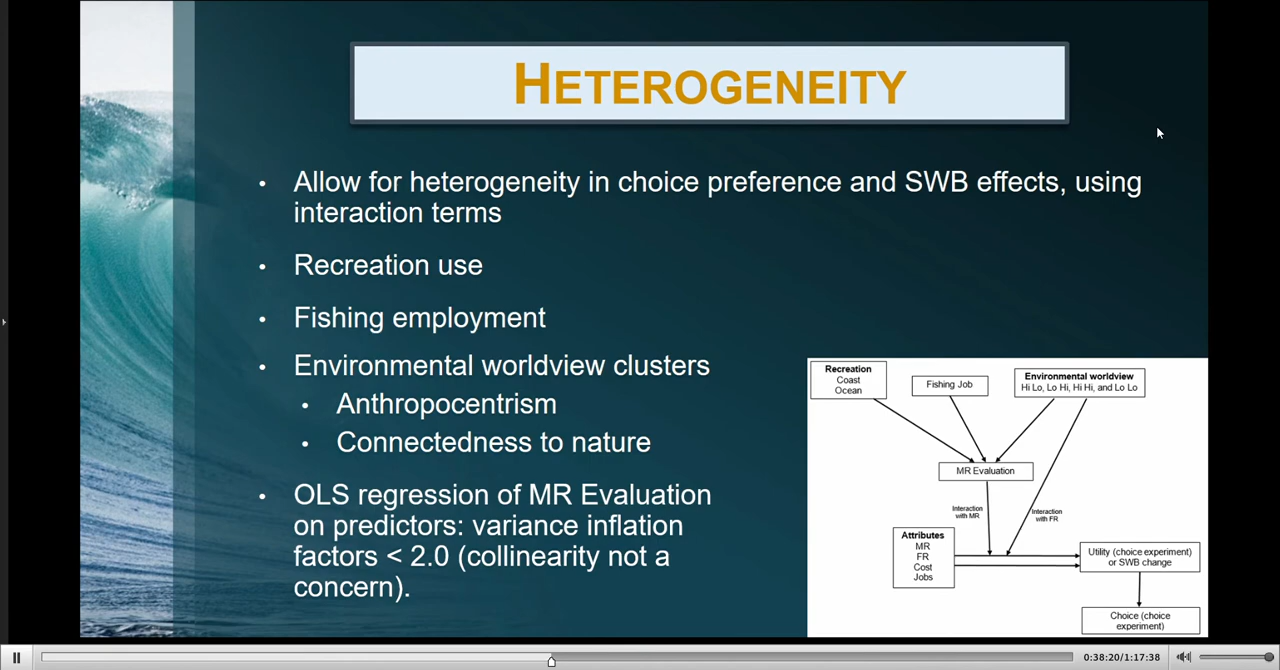 HETEROGENEITY
• Allow for heterogeneity in choice preference and SWB effects, using
interaction terms
• Recreation use
• Fishing employment
• Environmental worldview clusters
• Anthropocentrism
• Connectedness to nature
• OLS regression of MR Evaluation
on predictors: variance inflation
factors < 2.0 (collinearity not a
concern).
Recreation
Coast
Ocean
Fishing Job
Environmental worldview
Hi Lo, Lo Hi, Hi Hi, and Lo Lo
MR Evaluation
Interaction
with MR
Interaction
with FR
Attributes
MR
FR
Cost
Jobs
Utility (choice experiment)
or SWB change
Choice (choice
experiment)
0:38:20/1:17:38